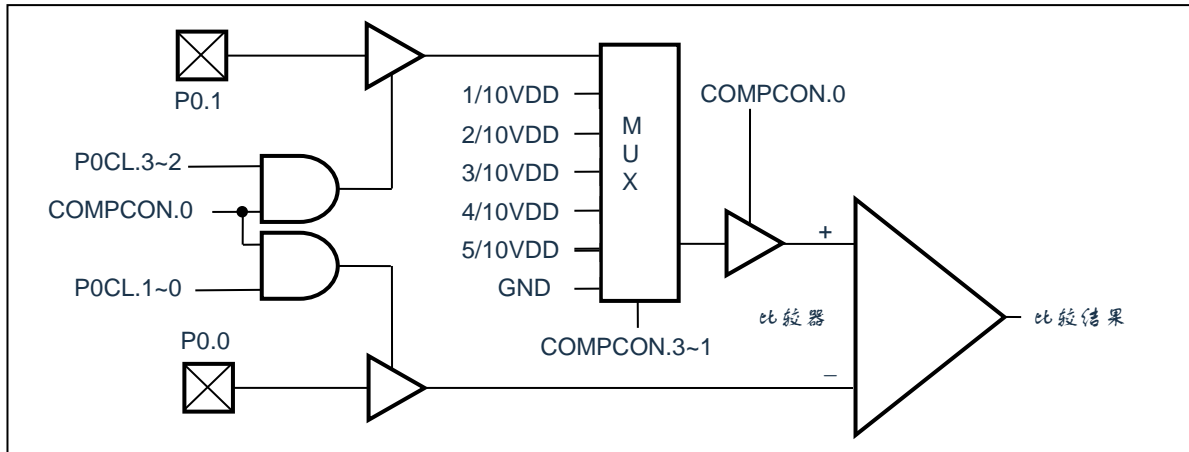 P0.1
1/10VDD
COMPCON.0
2/10VDD
M
U
X
P0CL.3~2
3/10VDD
COMPCON.0
4/10VDD
+
5/10VDD
P0CL.1~0
GND
比较器
比较结果
P0.0
COMPCON.3~1
_